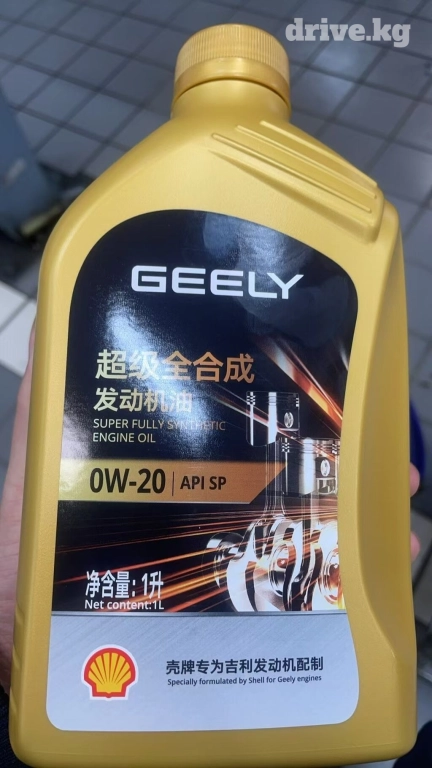 drive.kg
GEELY
超级全合成
发动机油
SUPER FULLY SYNTHETIC
ENGINE OIL
0W-20 | API SP
净含量:1升
Net content:1L
壳牌专为吉利发动机配制
Specially formulated by Shell for Geely engines